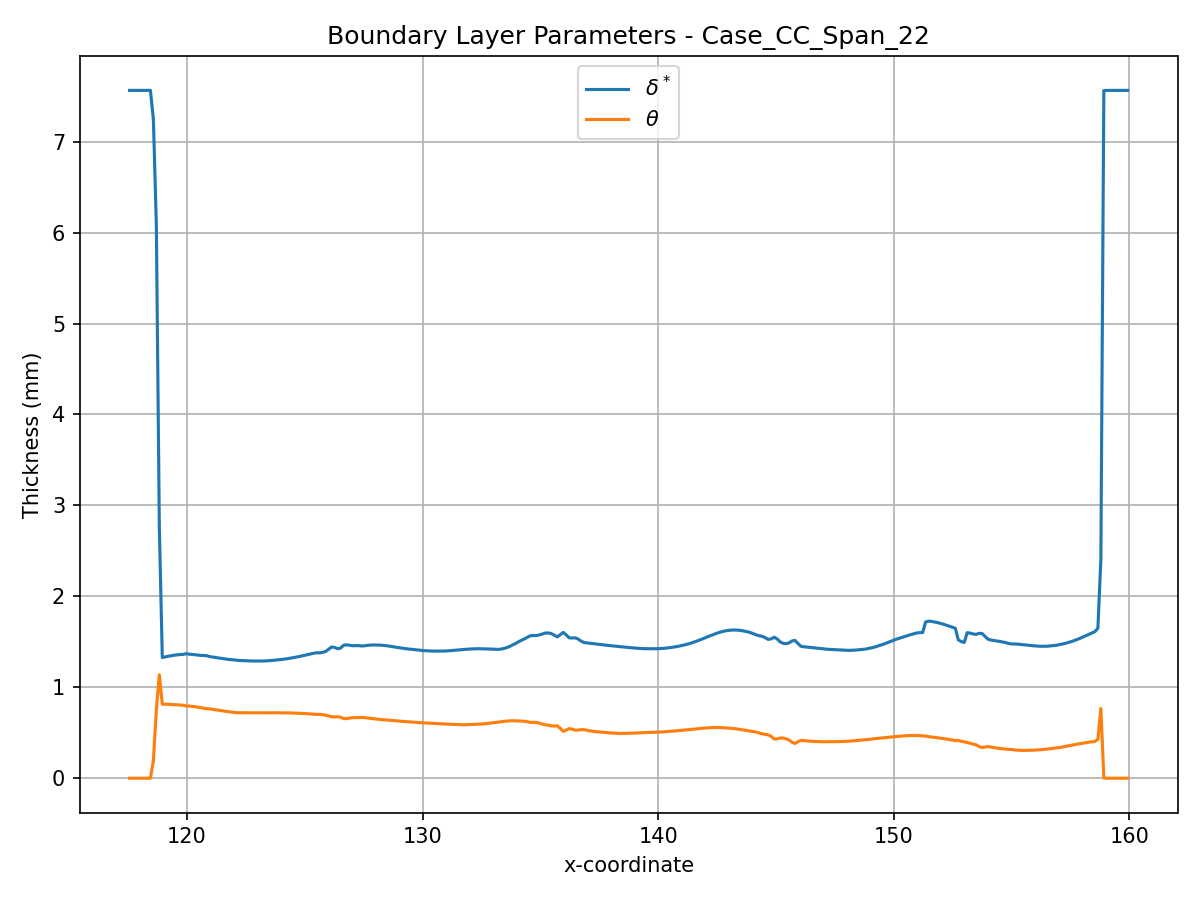 Boundary Layer Parameters - Case_CC_Span_22
δ*
θ
Thickness (mm)
7
6
5
4
3
2
1
0
120 130 140 150 160
x-coordinate